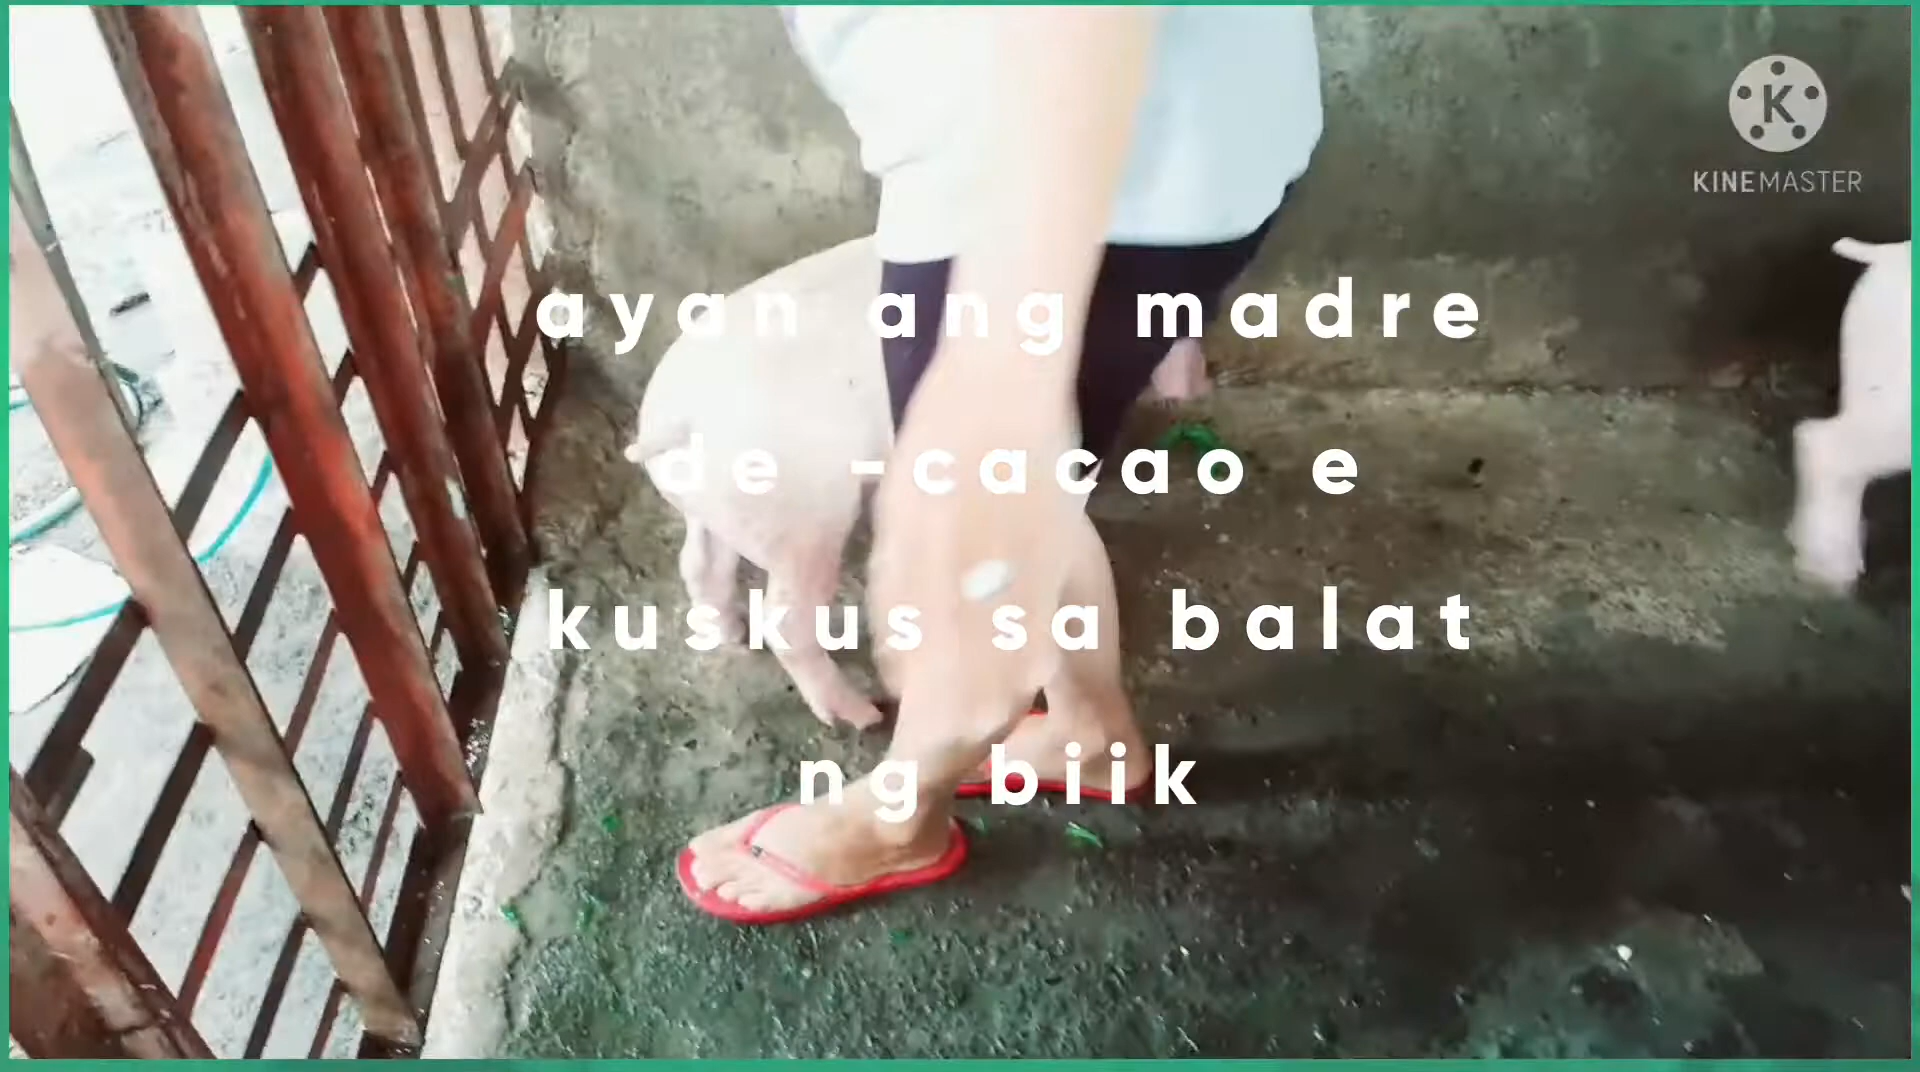 KINEMASTER
ayan ang madre
de -cacao e
kuskus sa balat
ng biik